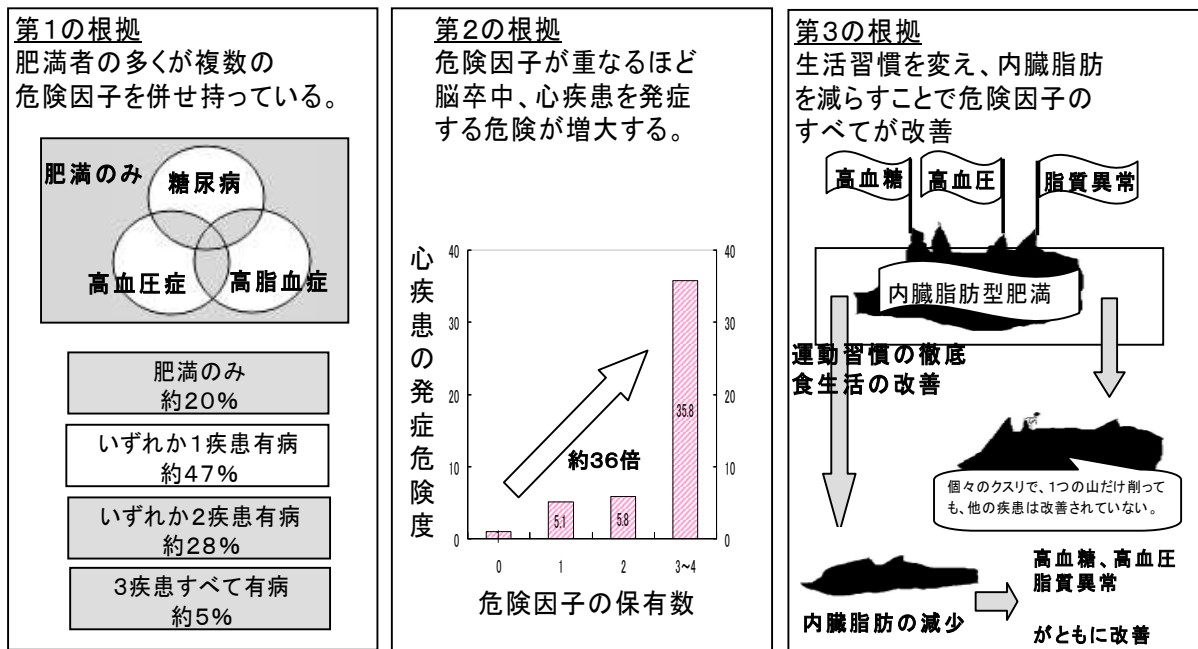 第1の根拠
肥満者の多くが複数の
危険因子を併せ持っている。
肥満のみ
糖尿病
高血圧症
高脂血症
肥満のみ
約20%
いずれか1疾患有病
約47%
いずれか2疾患有病
約28%
3疾患すべて有病
約5%
第2の根拠
危険因子が重なるほど
脳卒中、心疾患を発症
する危険が増大する。
心疾患の発症危険度
40
30
20
10
0
40
30
20
10
0
約36倍
5.1
5.8
35.8
0
1
2
3~4
危険因子の保有数
第3の根拠
生活習慣を変え、内臓脂肪
を減らすことで危険因子の
すべてが改善
高血糖
高血圧
脂質異常
内臓脂肪型肥満
運動習慣の徹底
食生活の改善
個々のクスリで、1つの山だけ削って
も、他の疾患は改善されていない。
内臓脂肪の減少
高血糖、高血圧
脂質異常
がともに改善